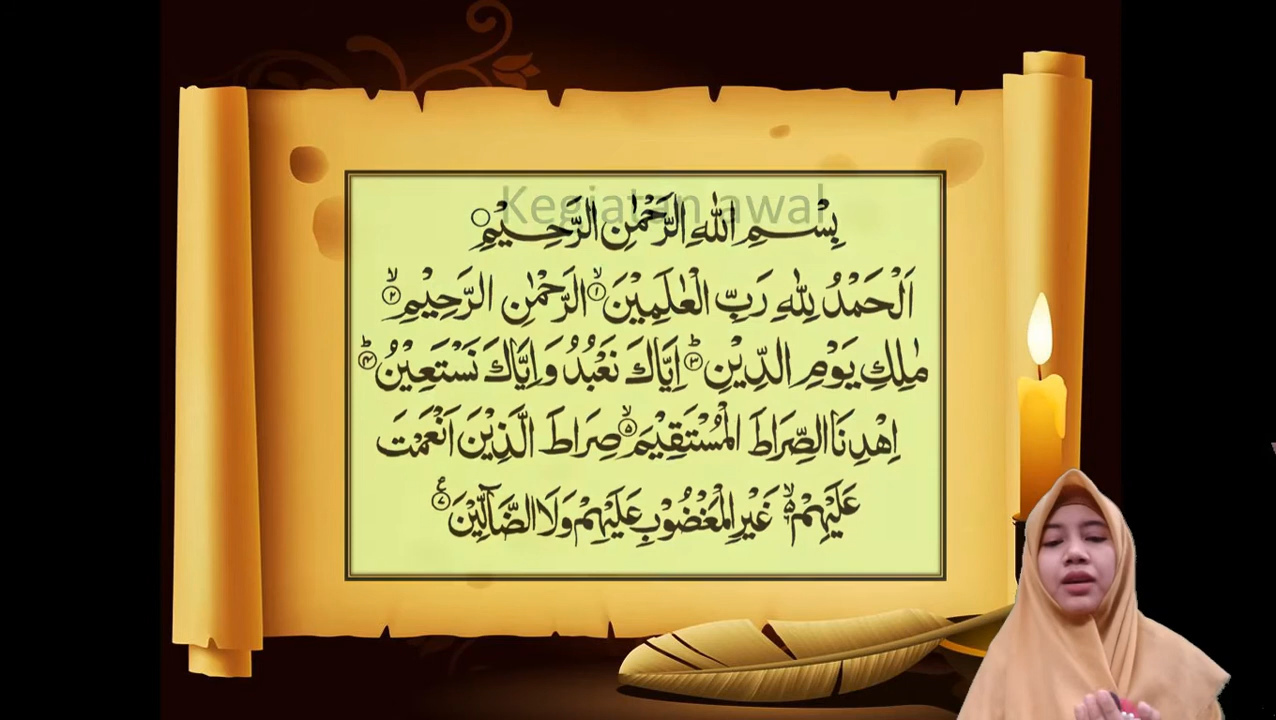 Kegiatan awal
بِسْمِ اللّٰهِ الرَّحْمٰنِ الرَّحِيْمِ
اَلْحَمْدُ لِلّٰهِ رَبِّ الْعٰلَمِيْنَ ۙ﴿١﴾ الرَّحْمٰنِ الرَّحِيْمِ ۙ﴿٢﴾
مٰلِكِ يَوْمِ الدِّيْنِ ۗ﴿٣﴾ اِيَّاكَ نَعْبُدُ وَاِيَّاكَ نَسْتَعِيْنُ ۗ﴿٤﴾
اِهْدِنَا الصِّرَاطَ الْمُسْتَقِيْمَ ۙ﴿٥﴾ صِرَاطَ الَّذِيْنَ اَنْعَمْتَ
عَلَيْهِمْ ۙ۬ غَيْرِ الْمَغْضُوْبِ عَلَيْهِمْ وَلَا الضَّآلِّيْنَ ࣖ﴿٧﴾